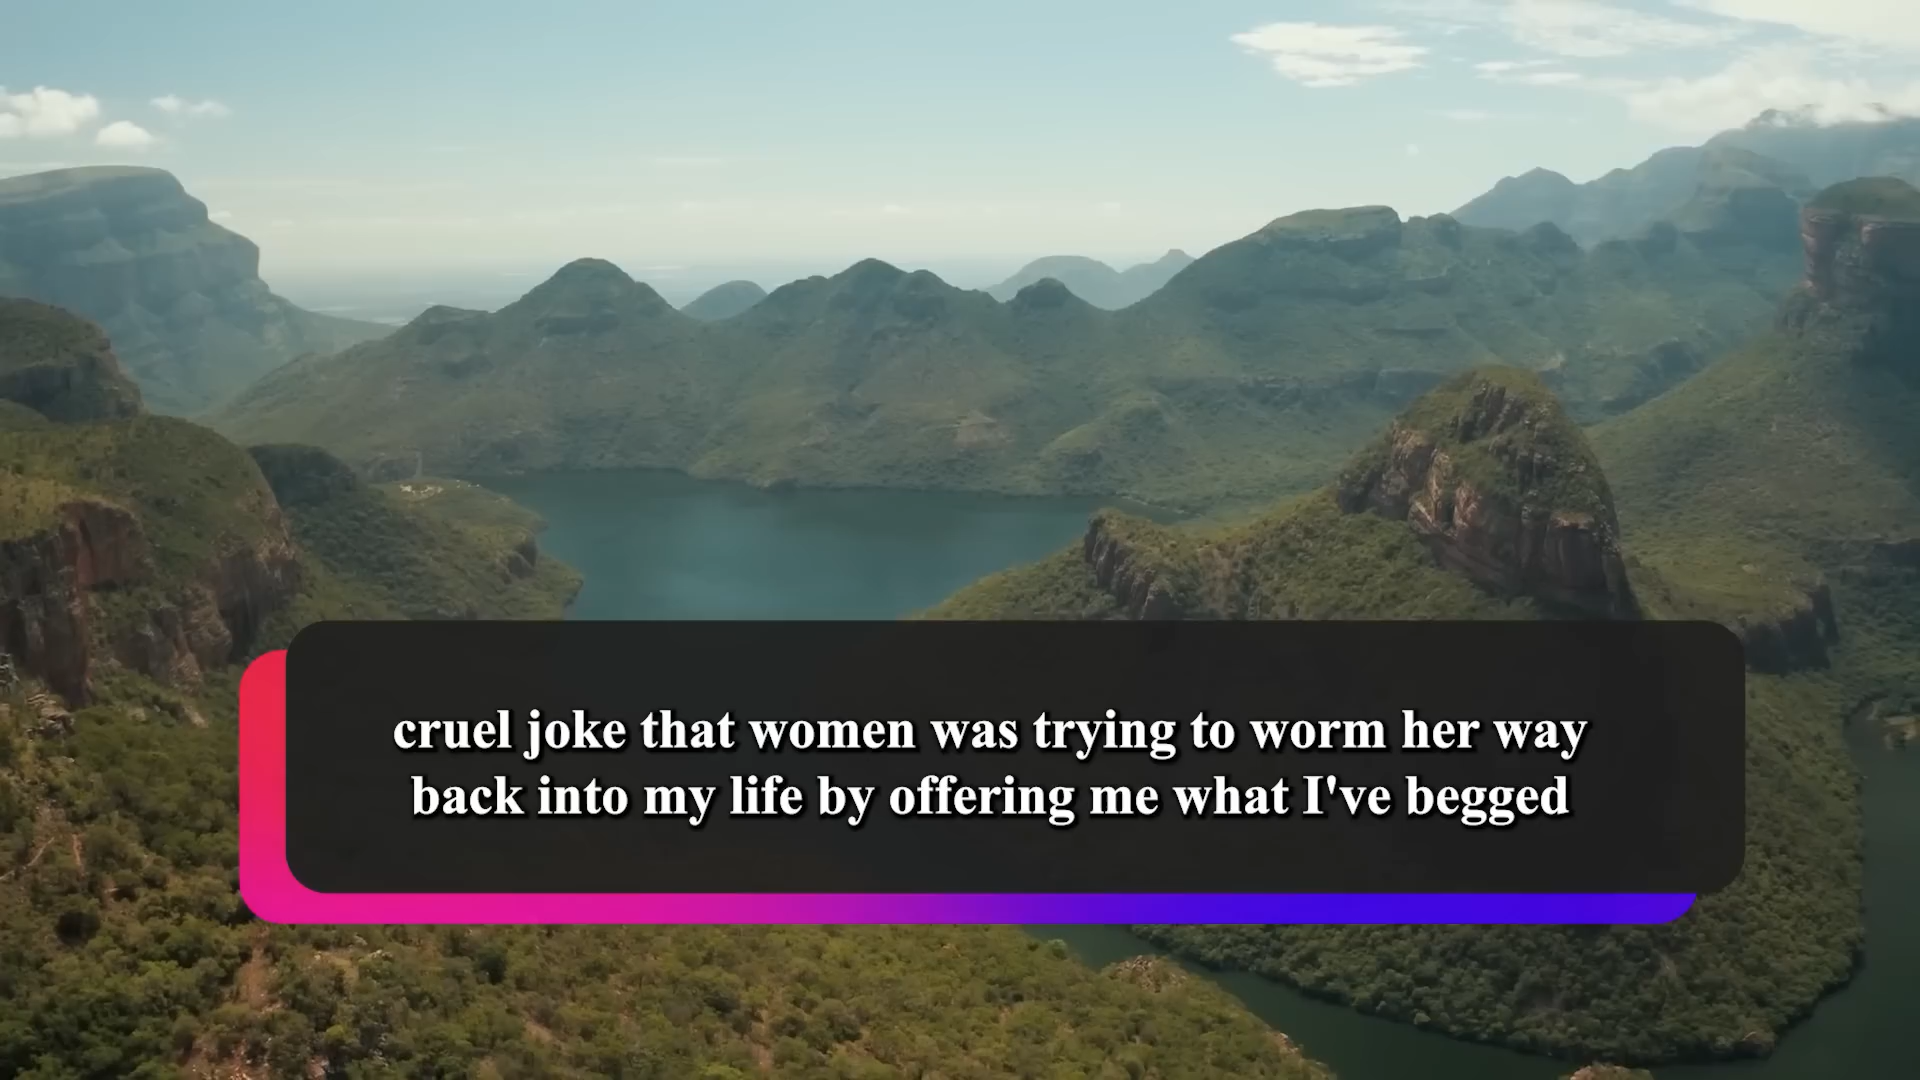 cruel joke that women was trying to worm her way
back into my life by offering me what I've begged